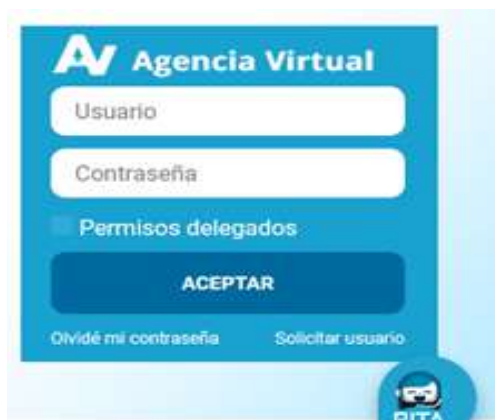 AV Agencia Virtual
Usuario
Contraseña
Permisos delegados
ACEPTAR
Olvidé mi contraseña Solicitar usuario
RITA